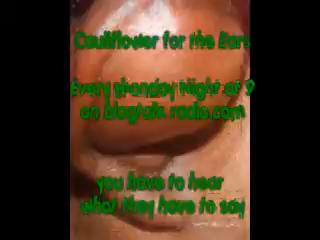 Cauliflower for the Ears
Every Monday Night at 9
on blogtalk radio.com
you have to hear
what they have to say